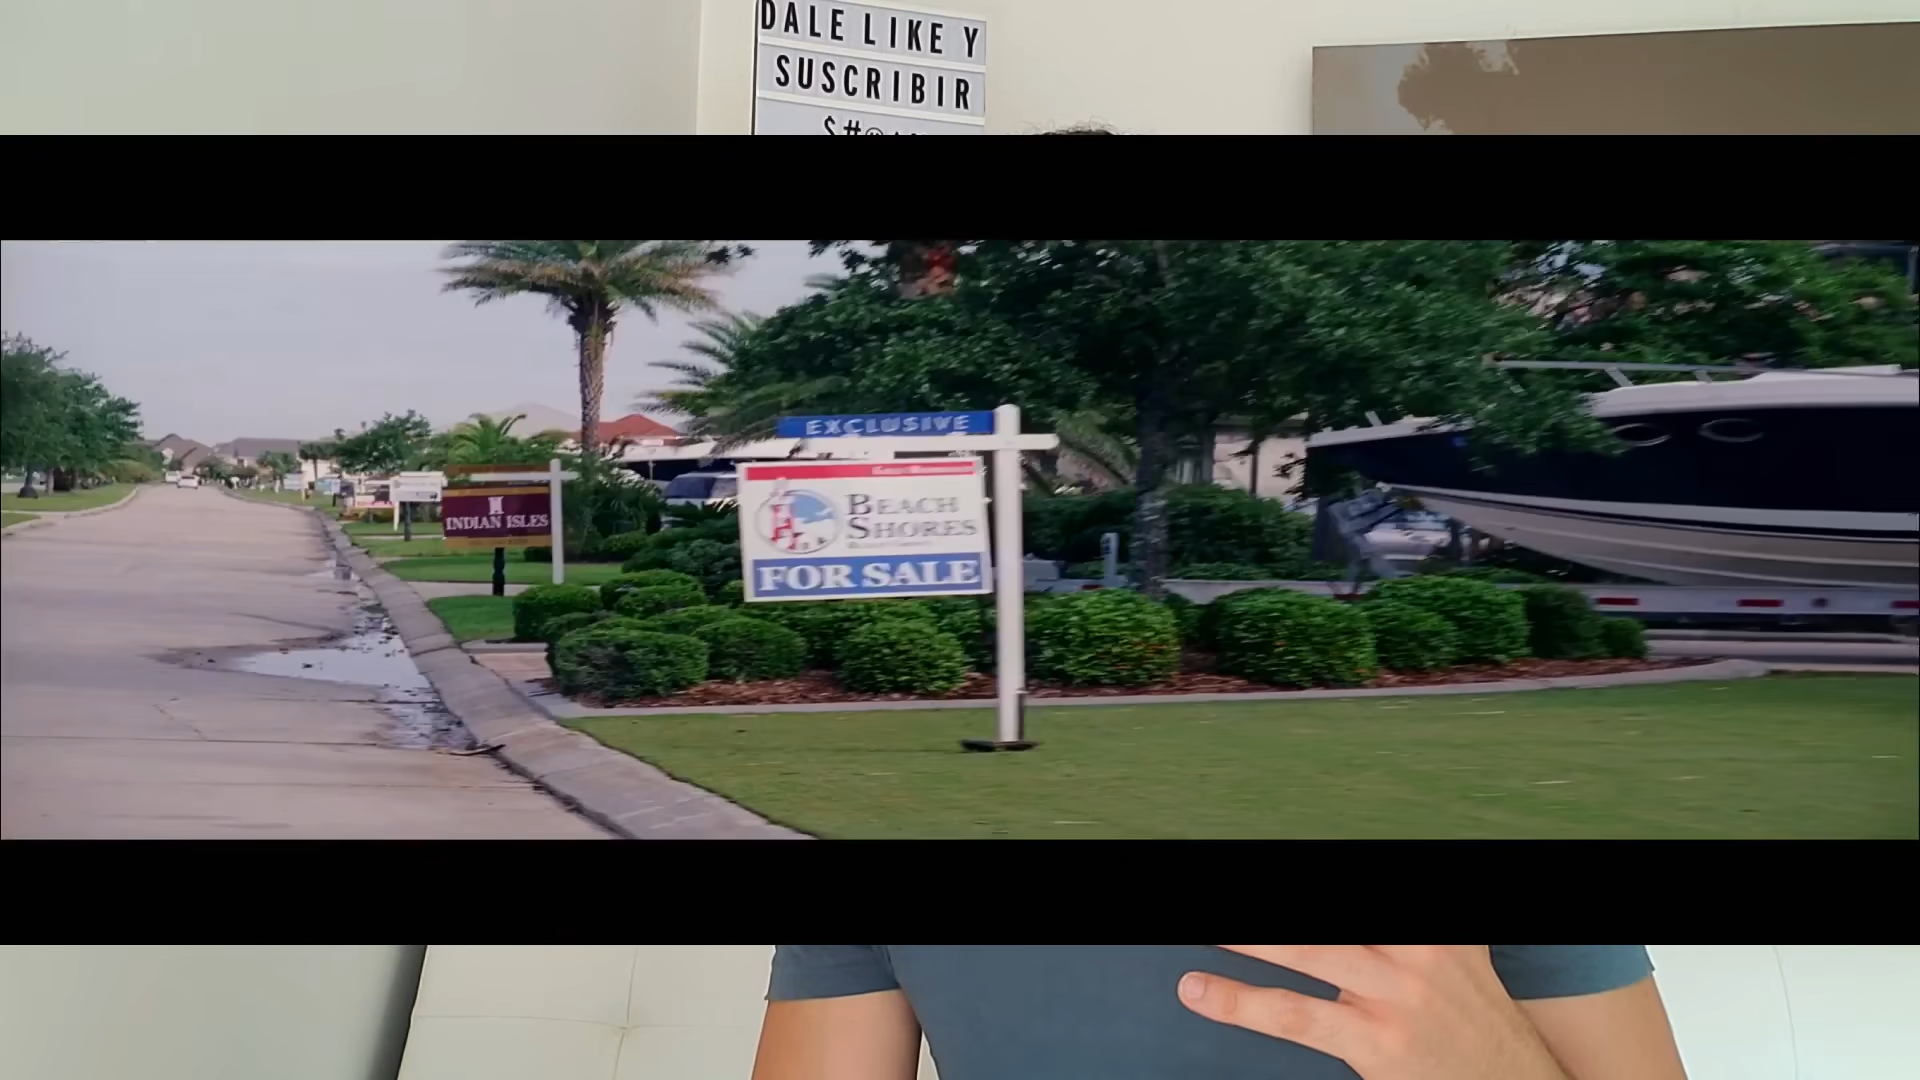 DALE LIKE Y
SUSCRIBIR
EXCLUSIVE
BEACH
SHORES
FOR SALE
INDIAN ISLES